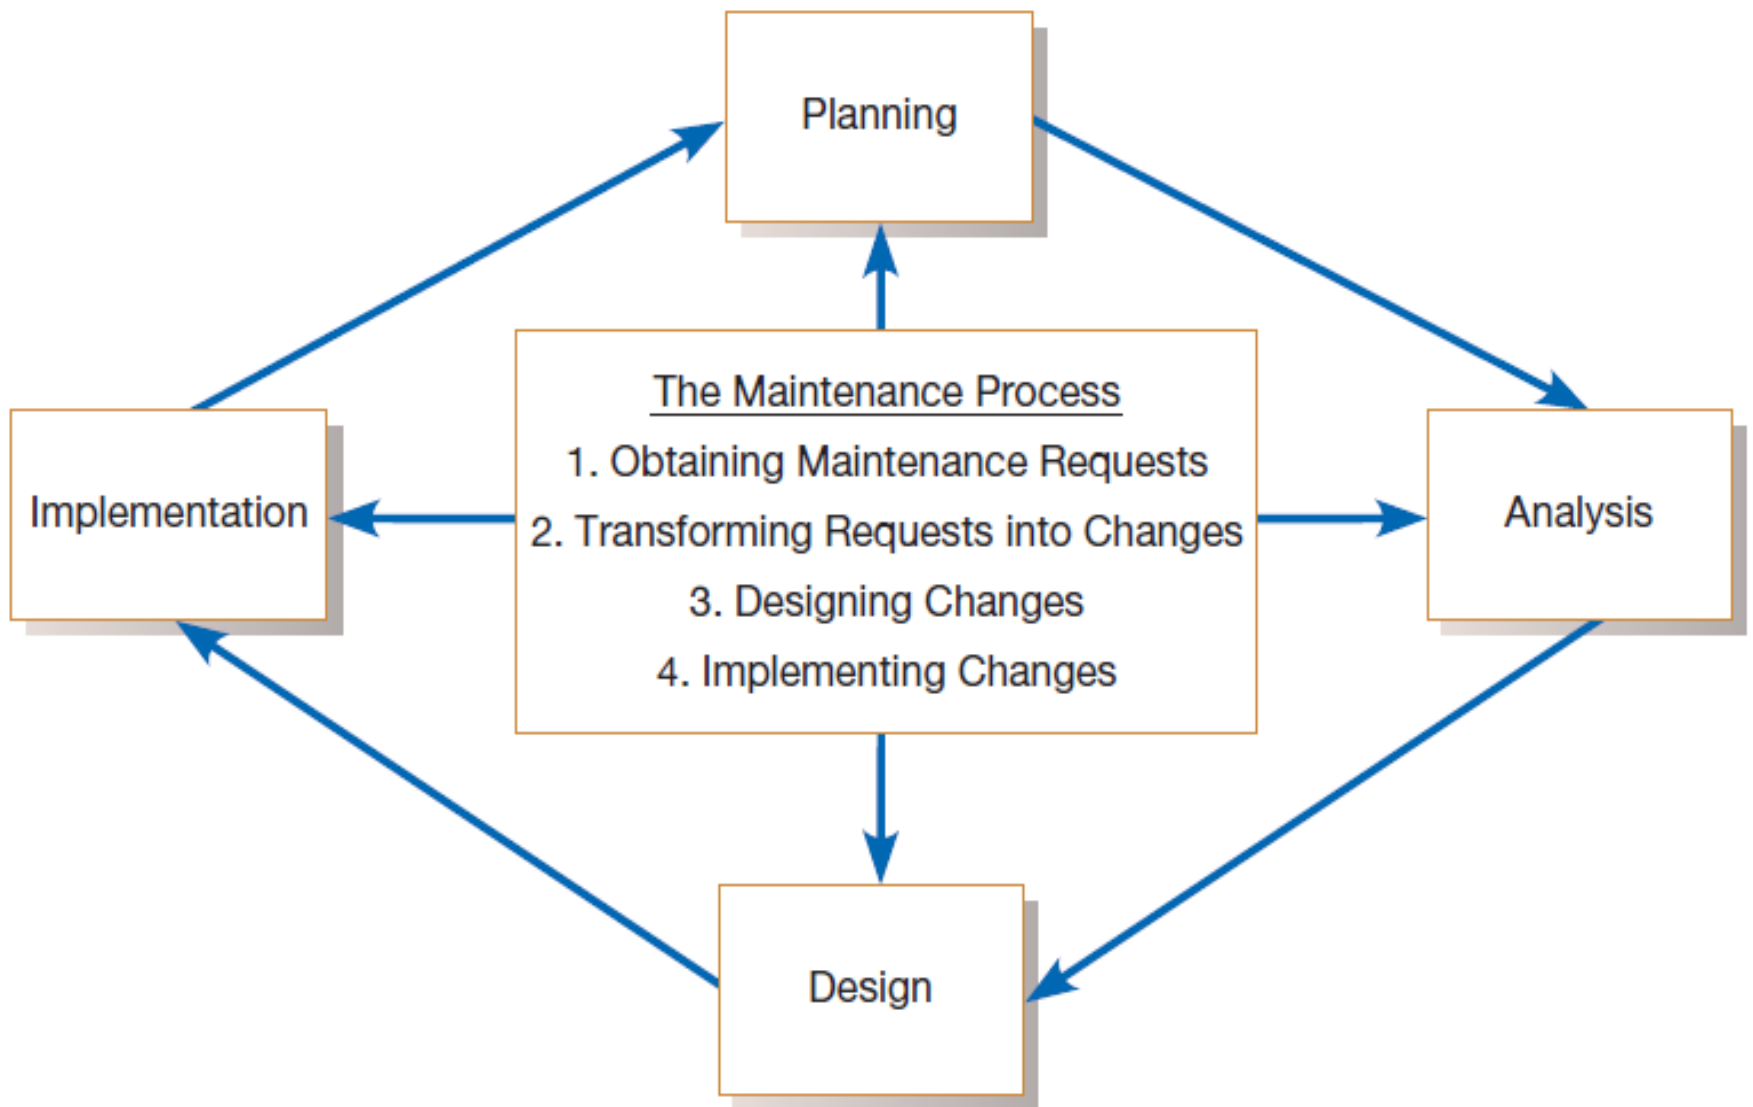 Planning
The Maintenance Process
1. Obtaining Maintenance Requests
Implementation
2. Transforming Requests into Changes
Analysis
3. Designing Changes
4. Implementing Changes
Design